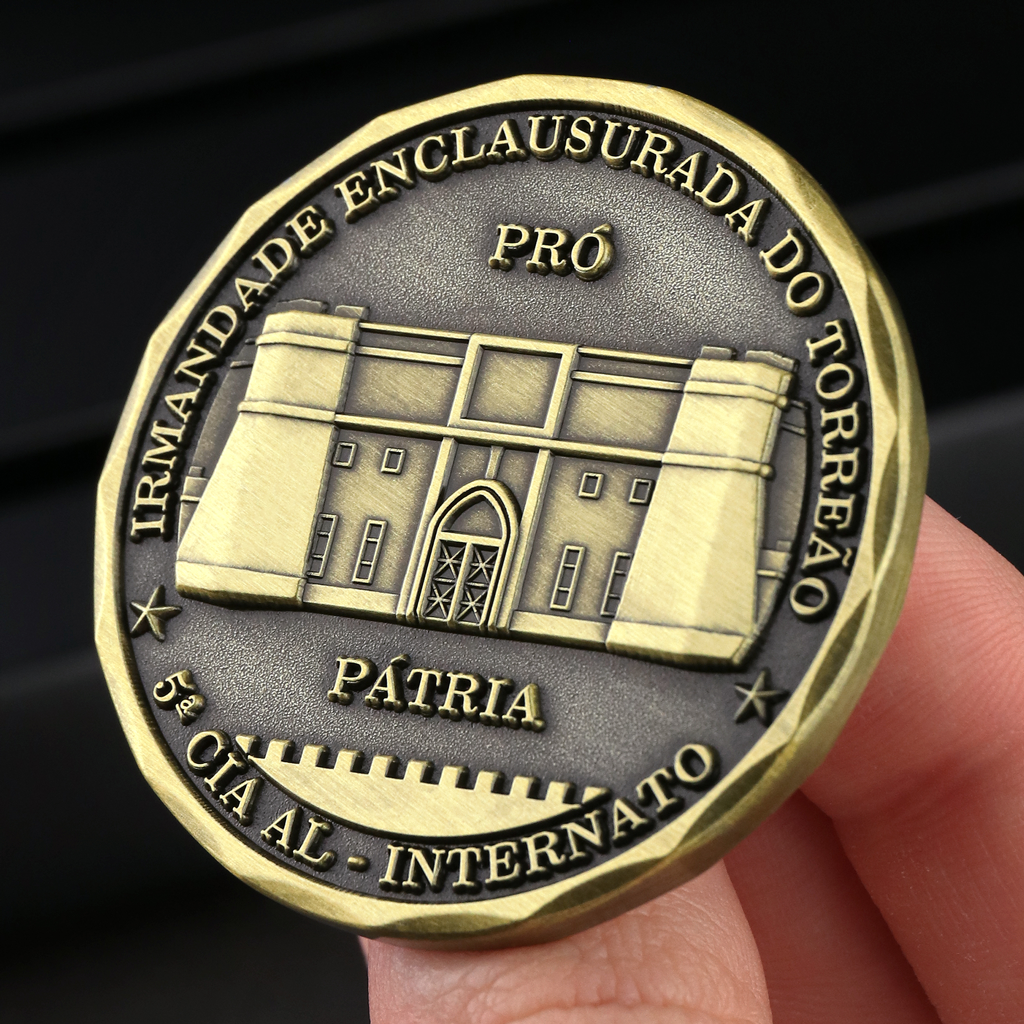 IRMANDADE ENCLAUSURADA DO TORREÃO
PRÓ
PÁTRIA
5ª CIA AL - INTERNATO